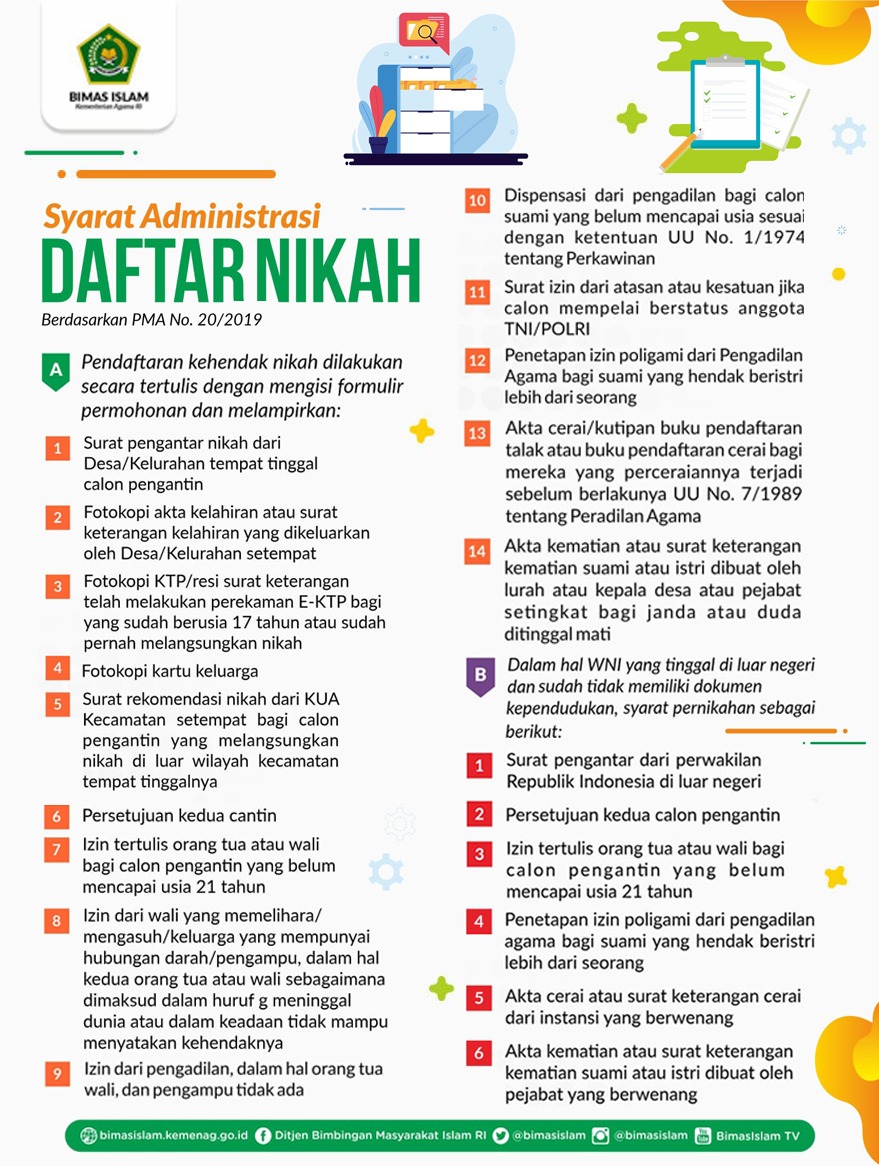 BIMAS ISLAM
Kementerian Agama RI
Syarat Administrasi
DAFTAR NIKAH
Berdasarkan PMA No. 20/2019
A
Pendaftaran kehendak nikah dilakukan
secara tertulis dengan mengisi formulir
permohonan dan melampirkan:
1
Surat pengantar nikah dari
Desa/Kelurahan tempat tinggal
calon pengantin
2
Fotokopi akta kelahiran atau surat
keterangan kelahiran yang dikeluarkan
oleh Desa/Kelurahan setempat
3
Fotokopi KTP/resi surat keterangan
telah melakukan perekaman E-KTP bagi
yang sudah berusia 17 tahun atau sudah
pernah melangsungkan nikah
4
Fotokopi kartu keluarga
5
Surat rekomendasi nikah dari KUA
Kecamatan setempat bagi calon
pengantin yang melangsungkan
nikah di luar wilayah kecamatan
tempat tinggalnya
6
Persetujuan kedua cantin
7
Izin tertulis orang tua atau wali
bagi calon pengantin yang belum
mencapai usia 21 tahun
8
Izin dari wali yang memelihara/
mengasuh/keluarga yang mempunyai
hubungan darah/pengampu, dalam hal
kedua orang tua atau wali sebagaimana
dimaksud dalam huruf g meninggal
dunia atau dalam keadaan tidak mampu
menyatakan kehendaknya
9
Izin dari pengadilan, dalam hal orang tua
wali, dan pengampu tidak ada
10
Dispensasi dari pengadilan bagi calon
suami yang belum mencapai usia sesuai
dengan ketentuan UU No. 1/1974
tentang Perkawinan
11
Surat izin dari atasan atau kesatuan jika
calon mempelai berstatus anggota
TNI/POLRI
12
Penetapan izin poligami dari Pengadilan
Agama bagi suami yang hendak beristri
lebih dari seorang
13
Akta cerai/kutipan buku pendaftaran
talak atau buku pendaftaran cerai bagi
mereka yang perceraiannya terjadi
sebelum berlakunya UU No. 7/1989
tentang Peradilan Agama
14
Akta kematian atau surat keterangan
kematian suami atau istri dibuat oleh
lurah atau kepala desa atau pejabat
setingkat bagi janda atau duda
ditinggal mati
B
Dalam hal WNI yang tinggal di luar negeri
dan sudah tidak memiliki dokumen
kependudukan, syarat pernikahan sebagai
berikut:
1
Surat pengantar dari perwakilan
Republik Indonesia di luar negeri
2
Persetujuan kedua calon pengantin
3
Izin tertulis orang tua atau wali bagi
calon pengantin yang belum
mencapai usia 21 tahun
4
Penetapan izin poligami dari pengadilan
agama bagi suami yang hendak beristri
lebih dari seorang
5
Akta cerai atau surat keterangan cerai
dari instansi yang berwenang
6
Akta kematian atau surat keterangan
kematian suami atau istri dibuat oleh
pejabat yang berwenang
bimasislam.kemenag.go.id Ditjen Bimbingan Masyarakat Islam RI @bimasislam @bimasislam BimasIslam TV